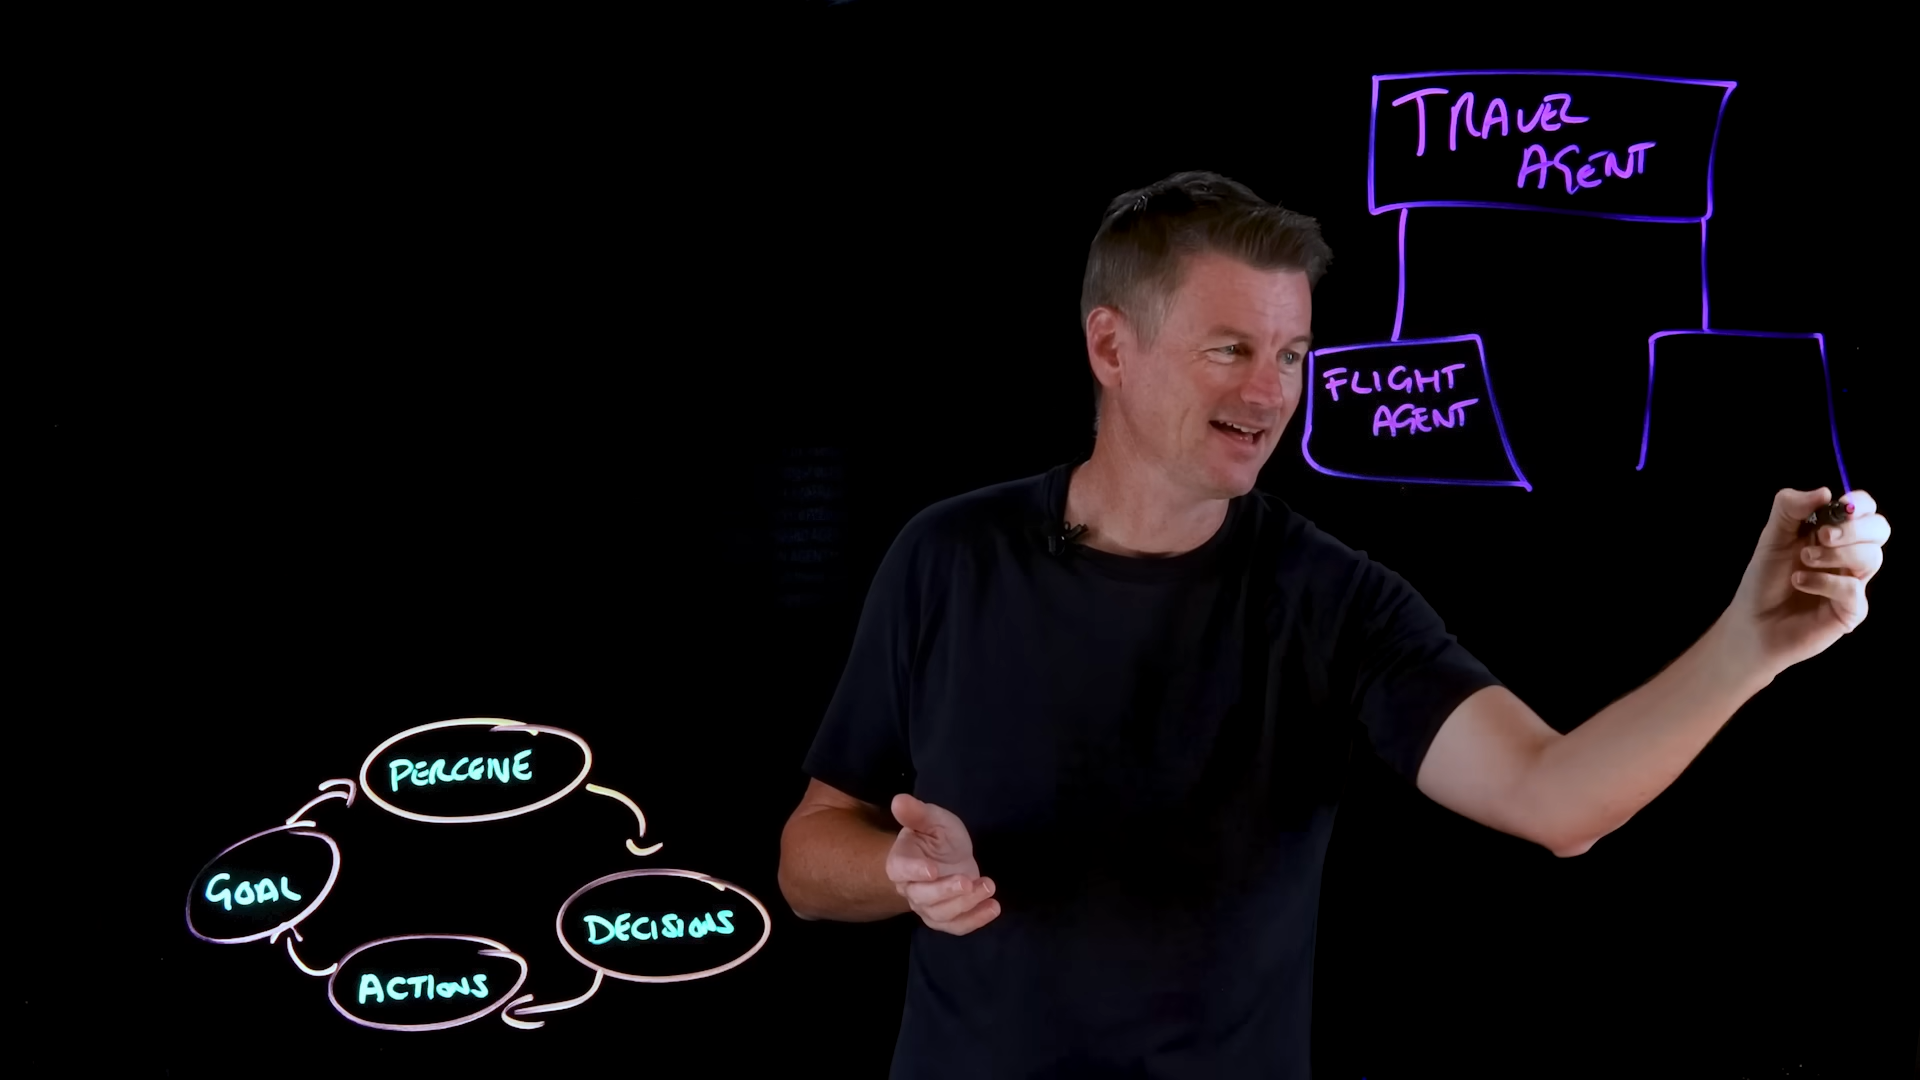 TRAVEL
AGENT
FLIGHT
AGENT
PERCEIVE
GOAL
DECISIONS
ACTIONS